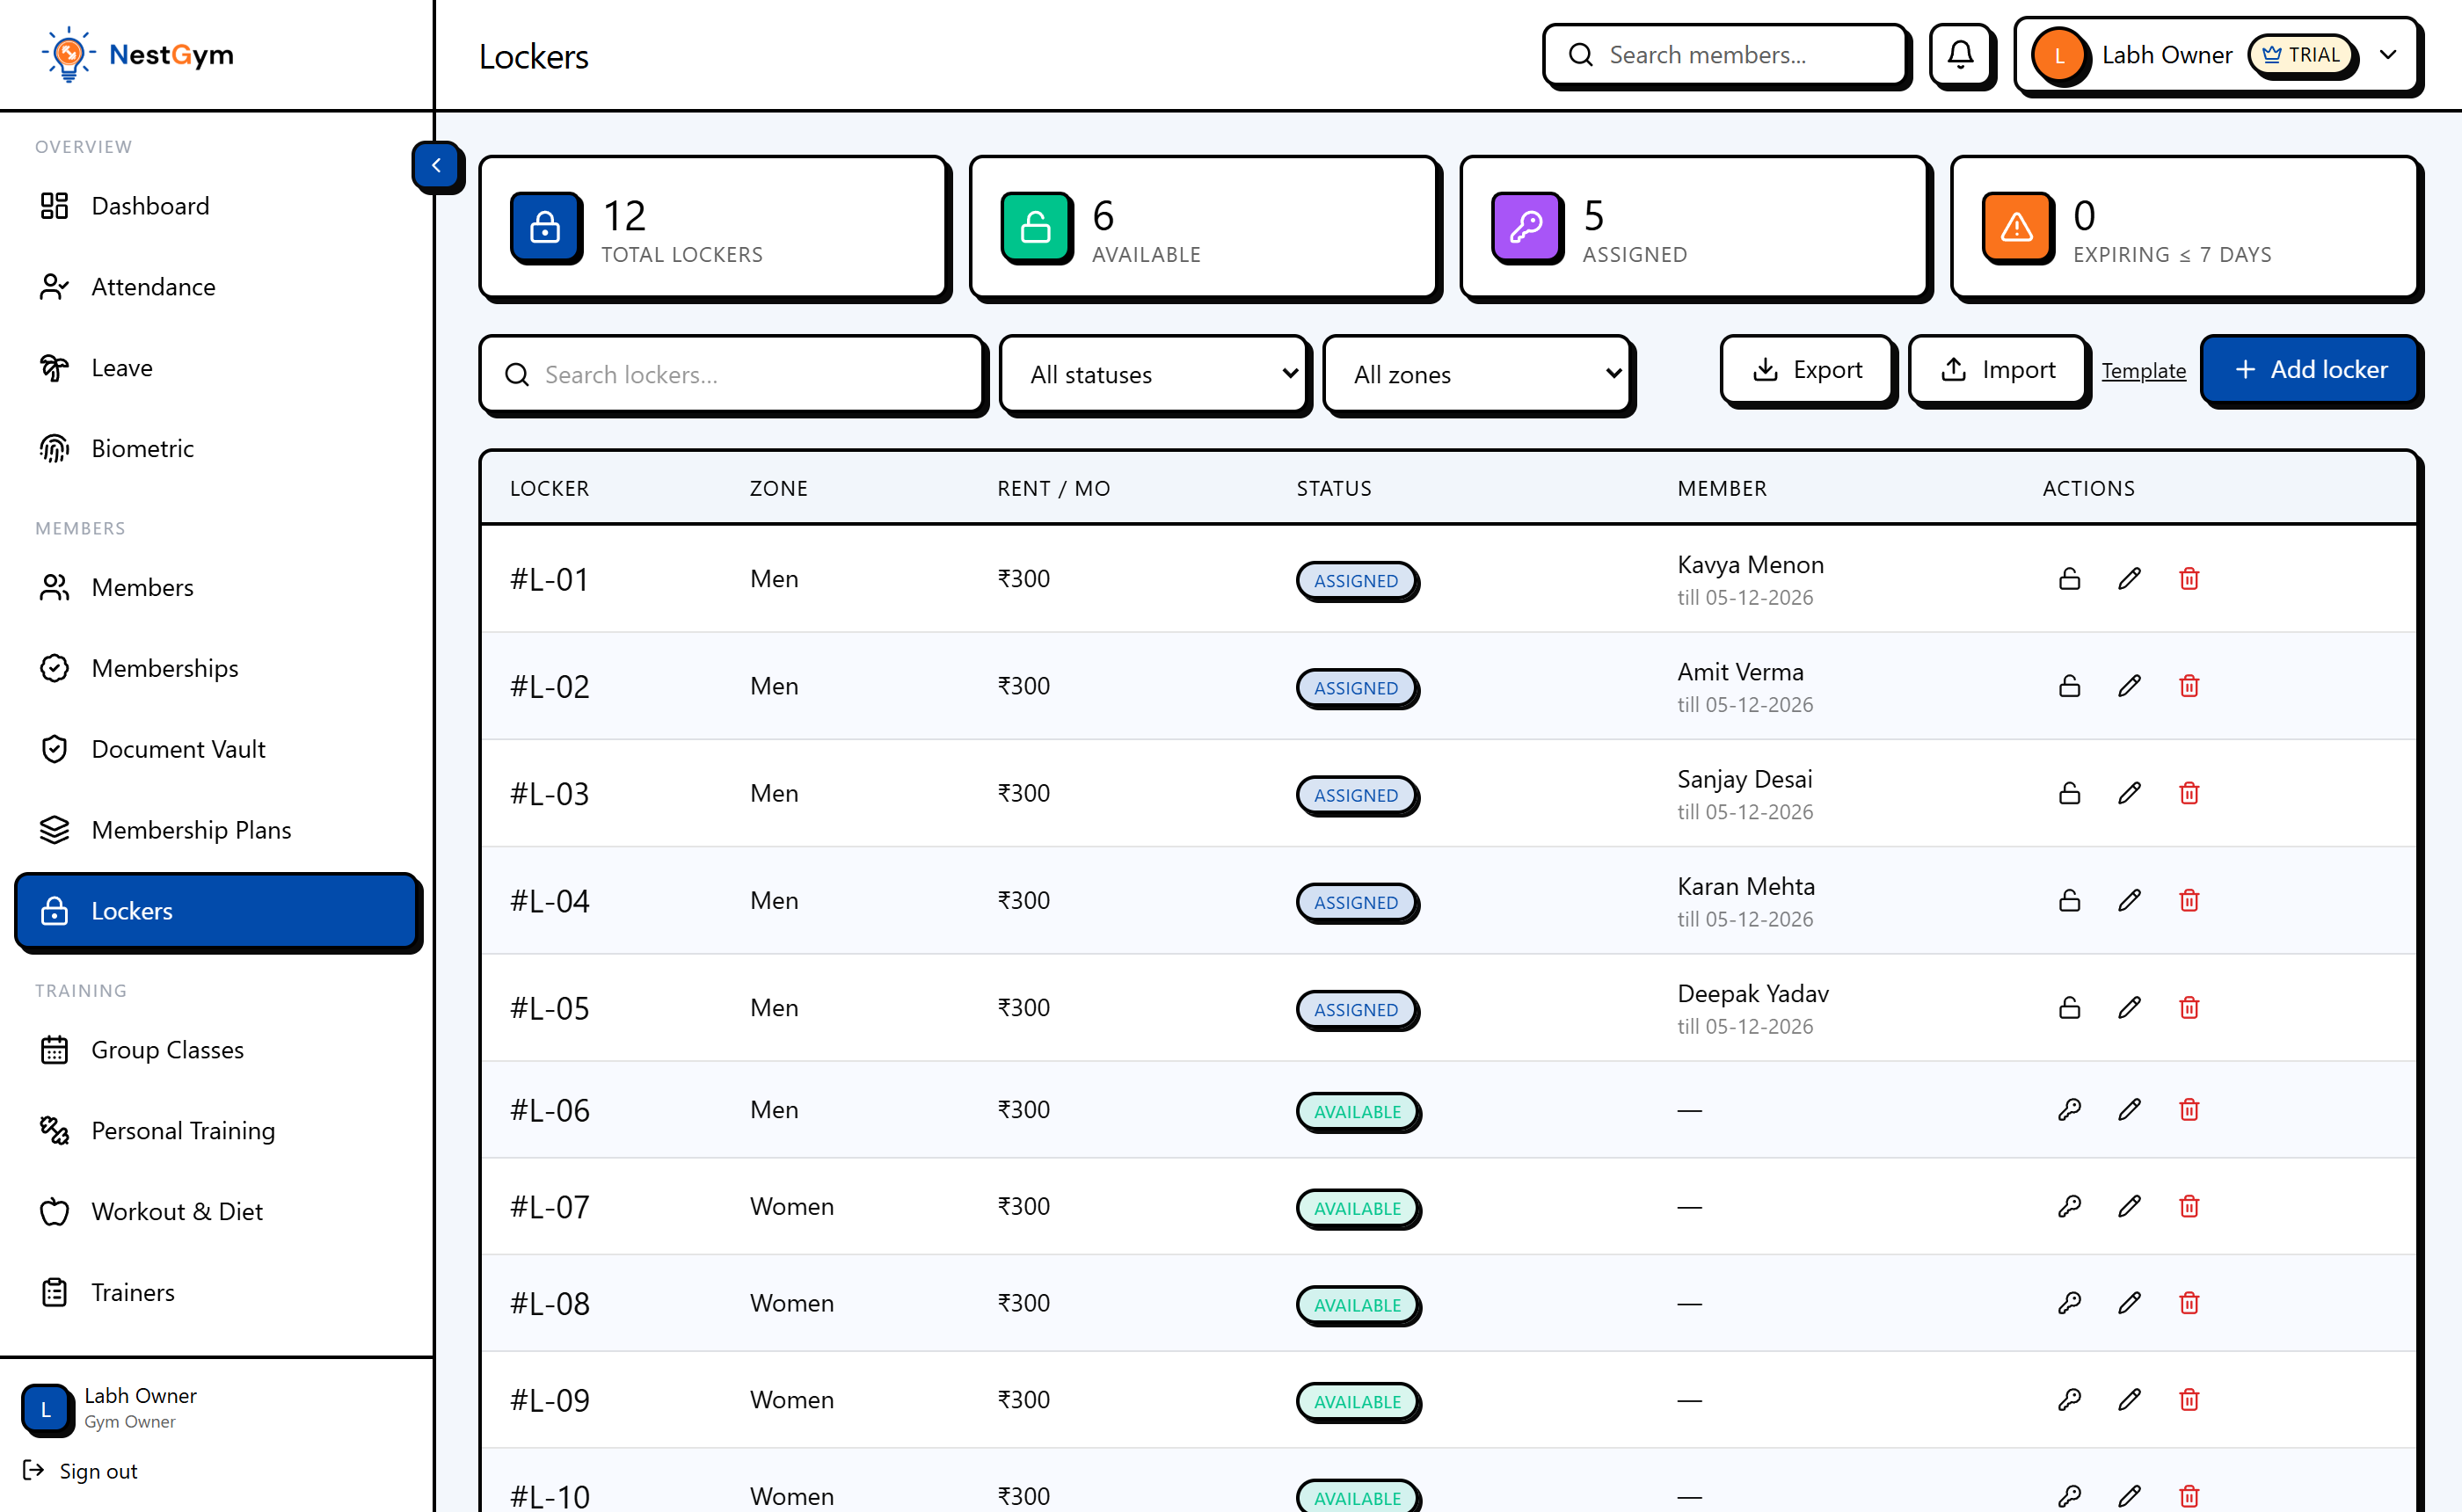 NestGym
OVERVIEW
Dashboard
Attendance
Leave
Biometric
MEMBERS
Members
Memberships
Document Vault
Membership Plans
Lockers
TRAINING
Group Classes
Personal Training
Workout & Diet
Trainers
L
Labh Owner
Gym Owner
Sign out
Lockers
Search members...
L
Labh Owner
TRIAL
12
TOTAL LOCKERS
6
AVAILABLE
5
ASSIGNED
0
EXPIRING ≤ 7 DAYS
Search lockers...
All statuses
All zones
Export
Import
Template
Add locker
LOCKER ZONE RENT / MO STATUS MEMBER ACTIONS
#L-01 Men ₹300 ASSIGNED Kavya Menon
till 05-12-2026
#L-02 Men ₹300 ASSIGNED Amit Verma
till 05-12-2026
#L-03 Men ₹300 ASSIGNED Sanjay Desai
till 05-12-2026
#L-04 Men ₹300 ASSIGNED Karan Mehta
till 05-12-2026
#L-05 Men ₹300 ASSIGNED Deepak Yadav
till 05-12-2026
#L-06 Men ₹300 AVAILABLE —
#L-07 Women ₹300 AVAILABLE —
#L-08 Women ₹300 AVAILABLE —
#L-09 Women ₹300 AVAILABLE —
#L-10 Women ₹300 AVAILABLE —